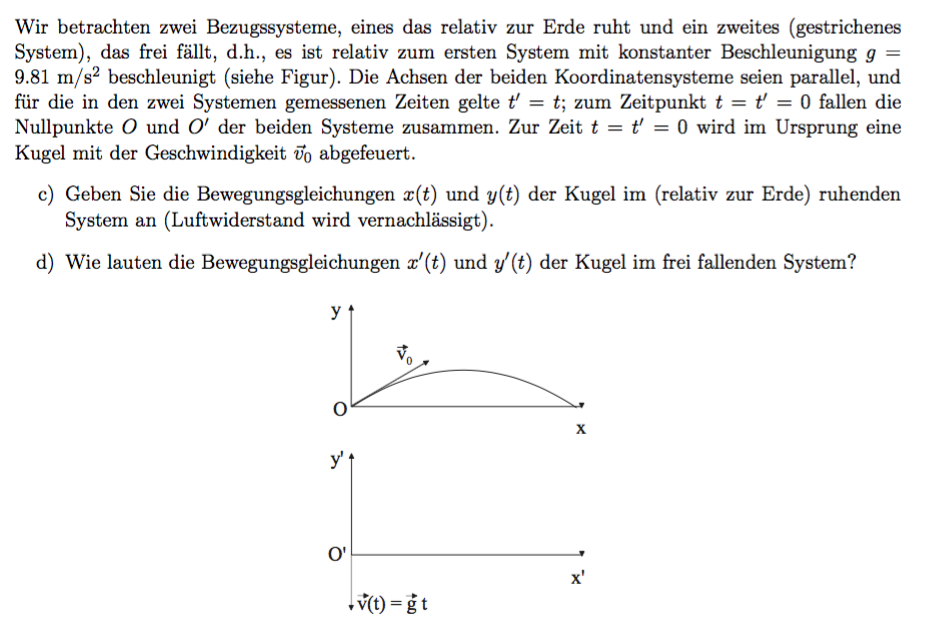 Wir betrachten zwei Bezugssysteme, eines das relativ zur Erde ruht und ein zweites (gestrichenes
System), das frei fällt, d.h., es ist relativ zum ersten System mit konstanter Beschleunigung g =
9.81 m/s² beschleunigt (siehe Figur). Die Achsen der beiden Koordinatensysteme seien parallel, und
für die in den zwei Systemen gemessenen Zeiten gelte t′ = t; zum Zeitpunkt t = t′ = 0 fallen die
Nullpunkte O und O′ der beiden Systeme zusammen. Zur Zeit t = t′ = 0 wird im Ursprung eine
Kugel mit der Geschwindigkeit v⃗₀ abgefeuert.
c) Geben Sie die Bewegungsgleichungen x(t) und y(t) der Kugel im (relativ zur Erde) ruhenden
System an (Luftwiderstand wird vernachlässigt).
d) Wie lauten die Bewegungsgleichungen x′(t) und y′(t) der Kugel im frei fallenden System?
y
v⃗₀
O
x
y'
O'
x'
v⃗(t) = g⃗ t